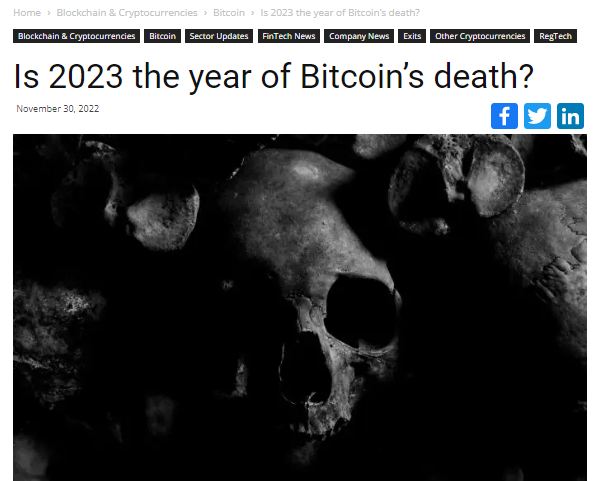 Home › Blockchain & Cryptocurrencies › Bitcoin › Is 2023 the year of Bitcoin's death?
Blockchain & Cryptocurrencies Bitcoin Sector Updates FinTech News Company News Exits Other Cryptocurrencies RegTech
Is 2023 the year of Bitcoin’s death?
November 30, 2022